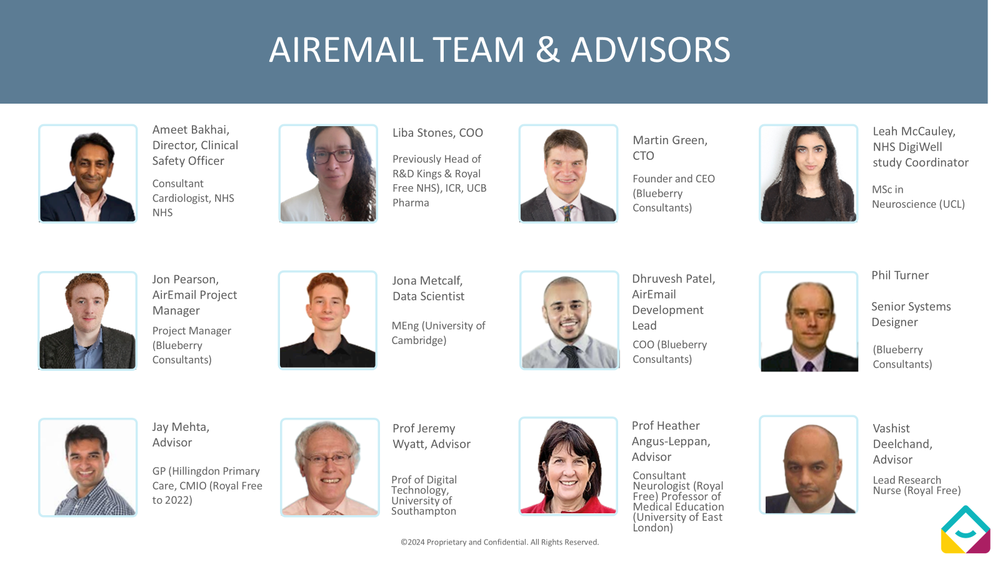 AIREMAIL TEAM & ADVISORS
Ameet Bakhai,
Director, Clinical
Safety Officer
Consultant
Cardiologist, NHS
NHS
Liba Stones, COO
Previously Head of
R&D Kings & Royal
Free NHS), ICR, UCB
Pharma
Martin Green,
CTO
Founder and CEO
(Blueberry
Consultants)
Leah McCauley,
NHS DigiWell
study Coordinator
MSc in
Neuroscience (UCL)
Jon Pearson,
AirEmail Project
Manager
Project Manager
(Blueberry
Consultants)
Jona Metcalf,
Data Scientist
MEng (University of
Cambridge)
Dhruvesh Patel,
AirEmail
Development
Lead
COO (Blueberry
Consultants)
Phil Turner
Senior Systems
Designer
(Blueberry
Consultants)
Jay Mehta,
Advisor
GP (Hillingdon Primary
Care, CMIO (Royal Free
to 2022)
Prof Jeremy
Wyatt, Advisor
Prof of Digital
Technology,
University of
Southampton
Prof Heather
Angus-Leppan,
Advisor
Consultant
Neurologist (Royal
Free) Professor of
Medical Education
(University of East
London)
Vashist
Deelchand,
Advisor
Lead Research
Nurse (Royal Free)
©2024 Proprietary and Confidential. All Rights Reserved.